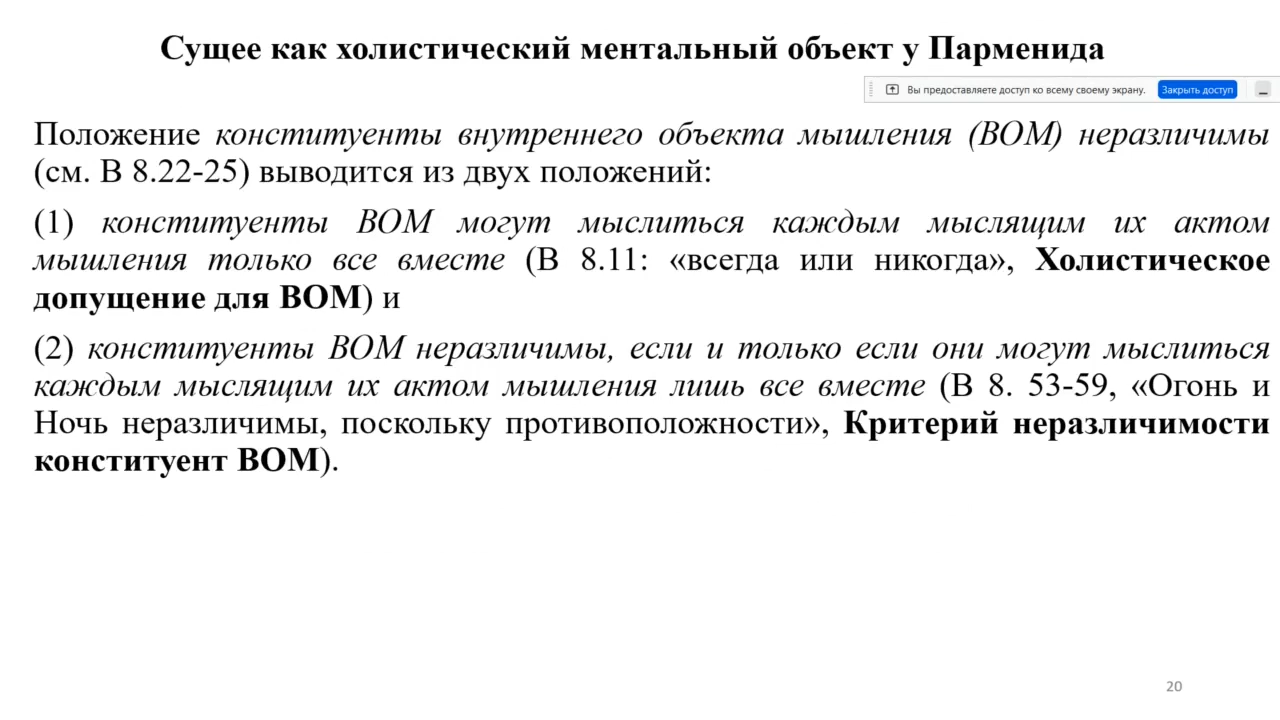 Сущее как холистический ментальный объект у Парменида
Вы предоставляете доступ ко всему своему экрану. Закрыть доступ
Положение конституенты внутреннего объекта мышления (ВОМ) неразличимы
(см. В 8.22-25) выводится из двух положений:
(1) конституенты ВОМ могут мыслиться каждым мыслящим их актом
мышления только все вместе (В 8.11: «всегда или никогда», Холистическое
допущение для ВОМ) и
(2) конституенты ВОМ неразличимы, если и только если они могут мыслиться
каждым мыслящим их актом мышления лишь все вместе (В 8. 53-59, «Огонь и
Ночь неразличимы, поскольку противоположности», Критерий неразличимости
конституент ВОМ).
20